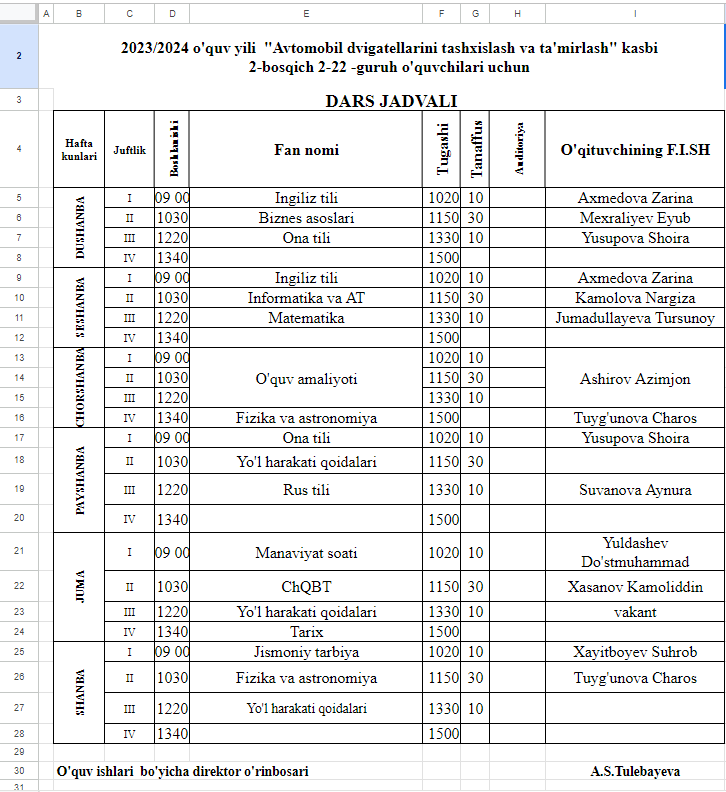 A B C D E F G H I
2 2023/2024 o'quv yili "Avtomobil dvigatellarini tashxislash va ta'mirlash" kasbi
2-bosqich 2-22 -guruh o'quvchilari uchun
3 DARS JADVALI
4 Hafta kunlari Juftlik Boshlanishi Fan nomi Tugashi Tanaffus Auditoriya O'qituvchining F.I.SH
DUSHANBA
5 I 09 00 Ingiliz tili 1020 10 Axmedova Zarina
6 II 1030 Biznes asoslari 1150 30 Mexraliyev Eyub
7 III 1220 Ona tili 1330 10 Yusupova Shoira
8 IV 1340 1500
SESHANBA
9 I 09 00 Ingiliz tili 1020 10 Axmedova Zarina
10 II 1030 Informatika va AT 1150 30 Kamolova Nargiza
11 III 1220 Matematika 1330 10 Jumadullayeva Tursunoy
12 IV 1340 1500
CHORSHANBA
13 I 09 00 1020 10
14 II 1030 O'quv amaliyoti 1150 30 Ashirov Azimjon
15 III 1220 1330 10
16 IV 1340 Fizika va astronomiya 1500 Tuyg'unova Charos
PAYSHANBA
17 I 09 00 Ona tili 1020 10 Yusupova Shoira
18 II 1030 Yo'l harakati qoidalari 1150 30
19 III 1220 Rus tili 1330 10 Suvanova Aynura
20 IV 1340 1500
JUMA
21 I 09 00 Manaviyat soati 1020 10 Yuldashev Do'stmuhammad
22 II 1030 ChQBT 1150 30 Xasanov Kamoliddin
23 III 1220 Yo'l harakati qoidalari 1330 10 vakant
24 IV 1340 Tarix 1500
SHANBA
25 I 09 00 Jismoniy tarbiya 1020 10 Xayitboyev Suhrob
26 II 1030 Fizika va astronomiya 1150 30 Tuyg'unova Charos
27 III 1220 Yo'l harakati qoidalari 1330 10
28 IV 1340 1500
29
30 O'quv ishlari bo'yicha direktor o'rinbosari A.S.Tulebayeva
31